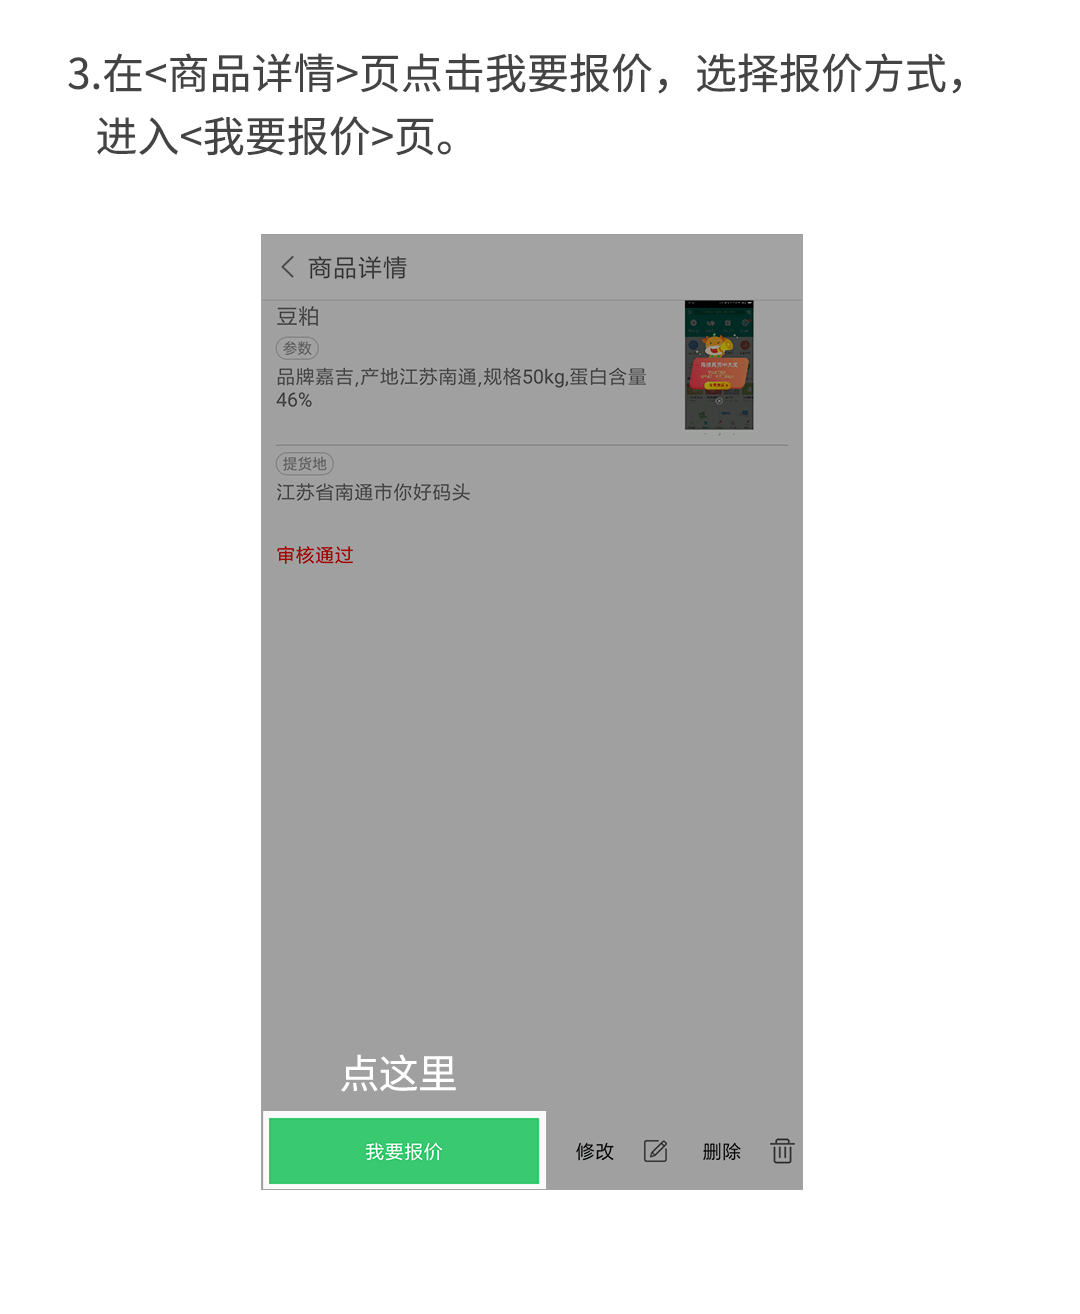 3.在<商品详情>页点击我要报价，选择报价方式，
进入<我要报价>页。
商品详情
豆粕
参数
品牌嘉吉,产地江苏南通,规格50kg,蛋白含量
46%
提货地
江苏省南通市你好码头
审核通过
点这里
我要报价
修改
删除